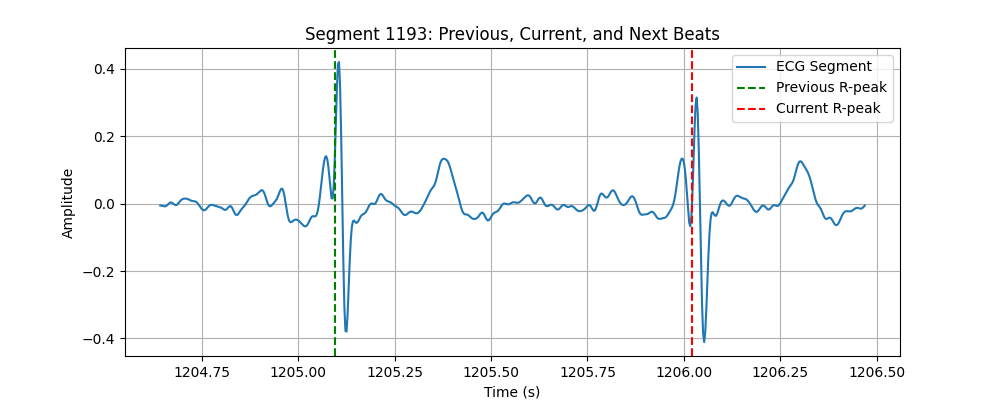 Segment 1193: Previous, Current, and Next Beats
ECG Segment
Previous R-peak
Current R-peak
Amplitude
0.4
0.2
0.0
−0.2
−0.4
1204.75 1205.00 1205.25 1205.50 1205.75 1206.00 1206.25 1206.50
Time (s)